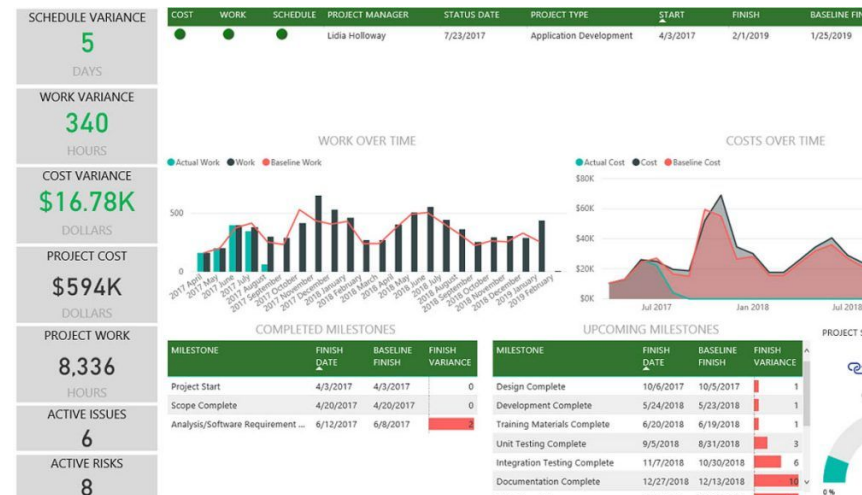 SCHEDULE VARIANCE
5
DAYS
WORK VARIANCE
340
HOURS
COST VARIANCE
$16.78K
DOLLARS
PROJECT COST
$594K
DOLLARS
PROJECT WORK
8,336
HOURS
ACTIVE ISSUES
6
ACTIVE RISKS
8
COST WORK SCHEDULE PROJECT MANAGER STATUS DATE PROJECT TYPE START FINISH BASELINE FIN
Lidia Holloway 7/23/2017 Application Development 4/3/2017 2/1/2019 1/25/2019
WORK OVER TIME
Actual Work Work Baseline Work
500
0
2017 April 2017 May 2017 June 2017 July 2017 August 2017 September 2017 October 2017 November 2017 December 2018 January 2018 February 2018 March 2018 April 2018 May 2018 June 2018 July 2018 August 2018 September 2018 October 2018 November 2018 December 2019 January 2019 February
COSTS OVER TIME
Actual Cost Cost Baseline Cost
$80K
$60K
$40K
$20K
$0K
Jul 2017 Jan 2018 Jul 2018
COMPLETED MILESTONES
MILESTONE FINISH DATE BASELINE FINISH FINISH VARIANCE
Project Start 4/3/2017 4/3/2017 0
Scope Complete 4/20/2017 4/20/2017 0
Analysis/Software Requirement ... 6/12/2017 6/8/2017 2
UPCOMING MILESTONES
MILESTONE FINISH DATE BASELINE FINISH FINISH VARIANCE
Design Complete 10/6/2017 10/5/2017 1
Development Complete 5/24/2018 5/23/2018 1
Training Materials Complete 6/20/2018 6/19/2018 1
Unit Testing Complete 9/5/2018 8/31/2018 3
Integration Testing Complete 11/7/2018 10/30/2018 6
Documentation Complete 12/27/2018 12/13/2018 10
PROJECT S
0 %